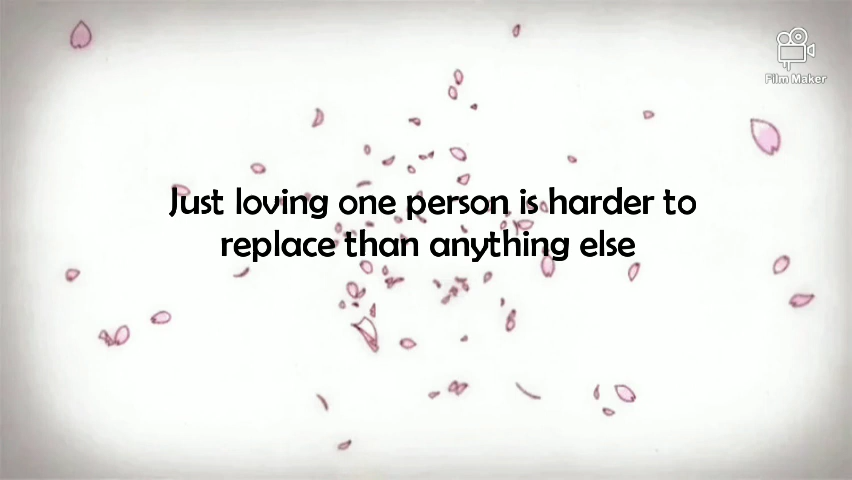 Film Maker
Just loving one person is harder to
replace than anything else